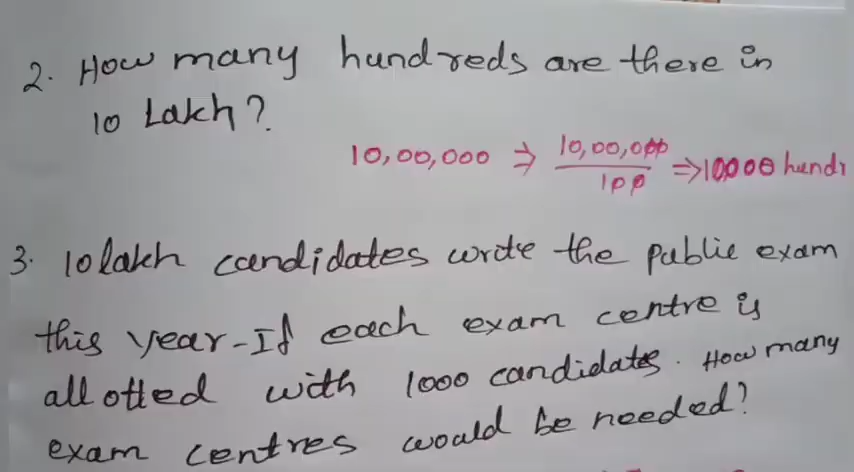 2. How many hundreds are there in
10 Lakh?
10,00,000 ⇒ 10,00,000/100 ⇒ 10000 hundr
3. 10 lakh candidates write the public exam
this year-If each exam centre is
allotted with 1000 candidates. How many
exam centres would be needed?